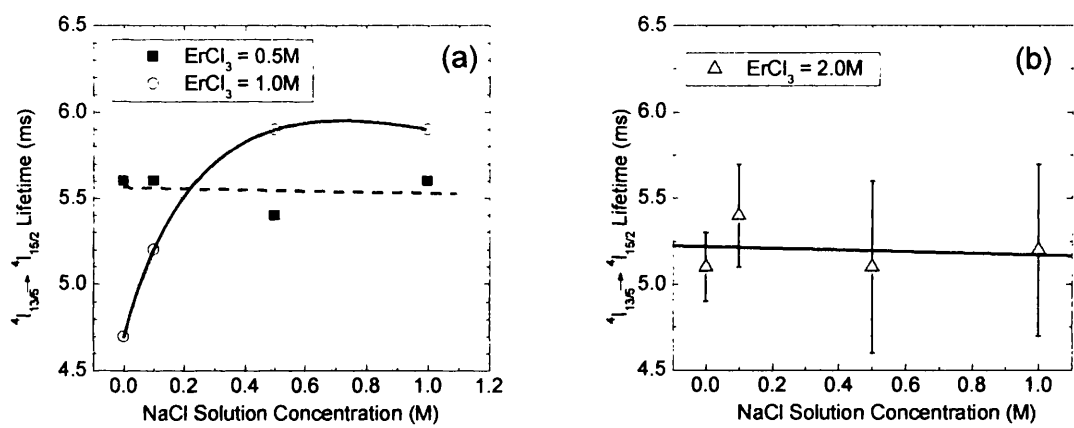 (a)
■ ErCl3 = 0.5M
○ ErCl3 = 1.0M
6.5
6.0
5.5
5.0
4.5
4I13/5→ 4I15/2 Lifetime (ms)
0.0 0.2 0.4 0.6 0.8 1.0 1.2
NaCl Solution Concentration (M)
(b)
△ ErCl3 = 2.0M
6.5
6.0
5.5
5.0
4.5
4I13/5→ 4I15/2 Lifetime (ms)
0.0 0.2 0.4 0.6 0.8 1.0
NaCl Solution Concentration (M)